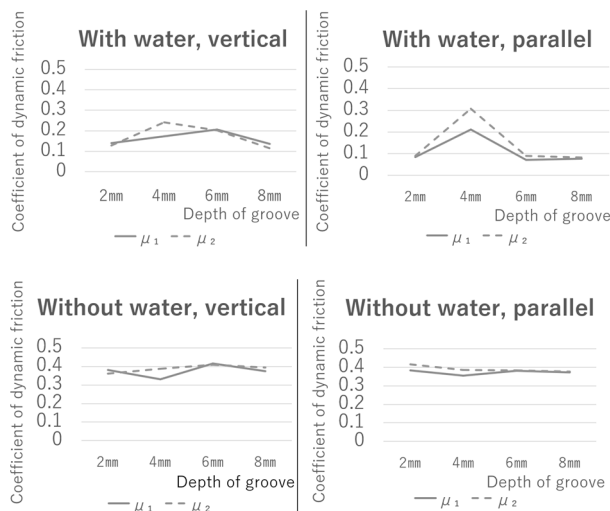 With water, vertical
Coefficient of dynamic friction
0.5
0.4
0.3
0.2
0.1
0
2mm 4mm 6mm 8mm
Depth of groove
μ₁ μ₂
With water, parallel
Coefficient of dynamic friction
0.5
0.4
0.3
0.2
0.1
0
2mm 4mm 6mm 8mm
Depth of groove
μ₁ μ₂
Without water, vertical
Coefficient of dynamic friction
0.5
0.4
0.3
0.2
0.1
0
2mm 4mm 6mm 8mm
Depth of groove
μ₁ μ₂
Without water, parallel
Coefficient of dynamic friction
0.5
0.4
0.3
0.2
0.1
0
2mm 4mm 6mm 8mm
Depth of groove
μ₁ μ₂